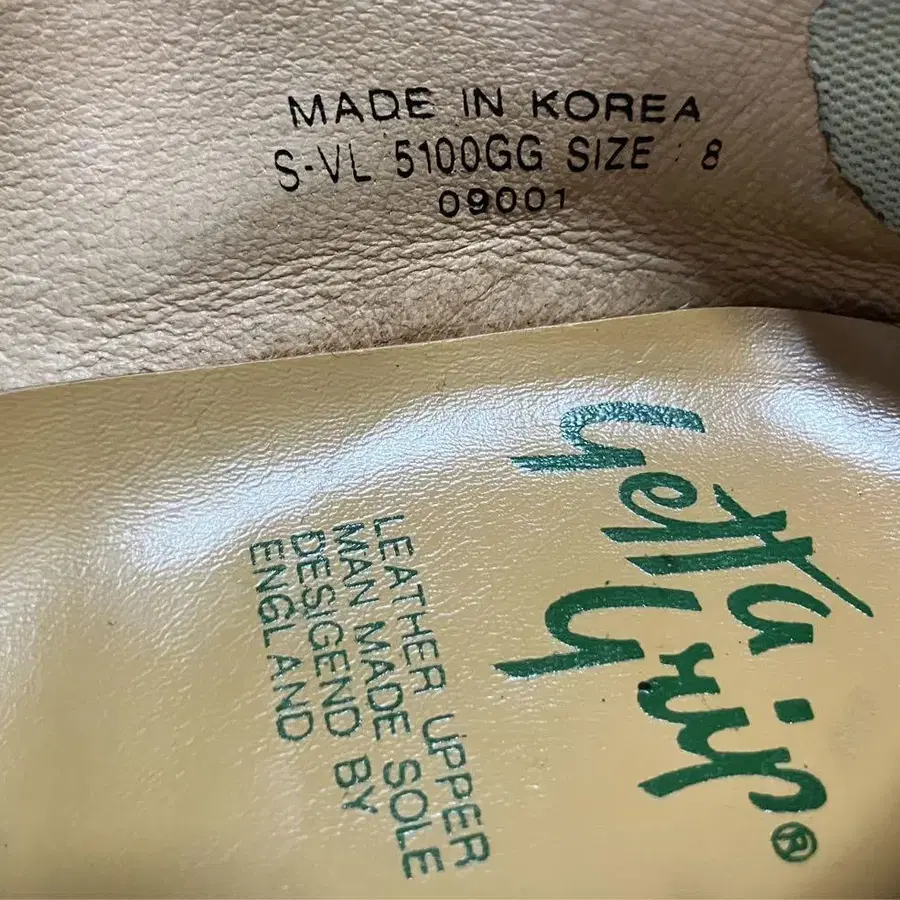 MADE IN KOREA
S-VL 5100GG SIZE : 8
09001
Getta
Grip®
LEATHER UPPER
MAN MADE SOLE
DESIGEND BY
ENGLAND